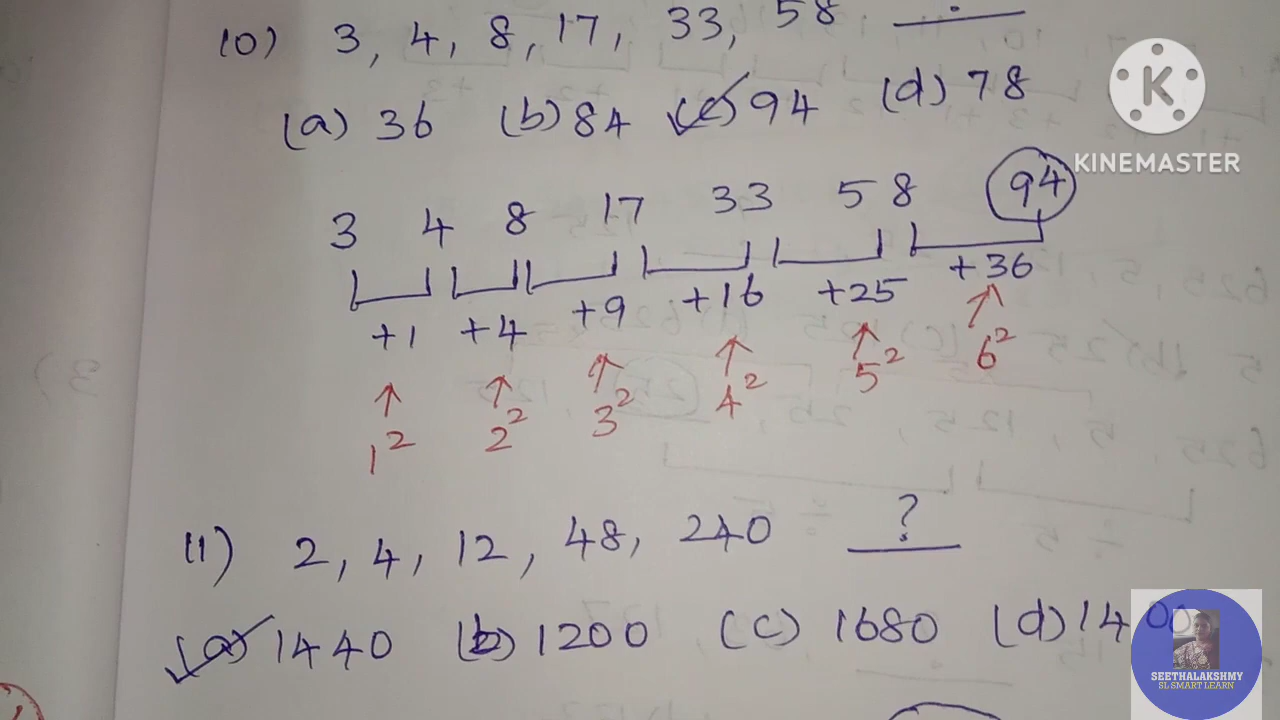 10) 3, 4, 8, 17, 33, 58 ?
(a) 36 (b) 84 (c) 94 (d) 78
K
KINEMASTER
3 4 8 17 33 58 94
+1 +4 +9 +16 +25 +36
1² 2² 3² 4² 5² 6²
11) 2, 4, 12, 48, 240 ?
(a) 1440 (b) 1200 (c) 1680 (d) 1400
SEETHALAKSHMY
SL SMART LEARN